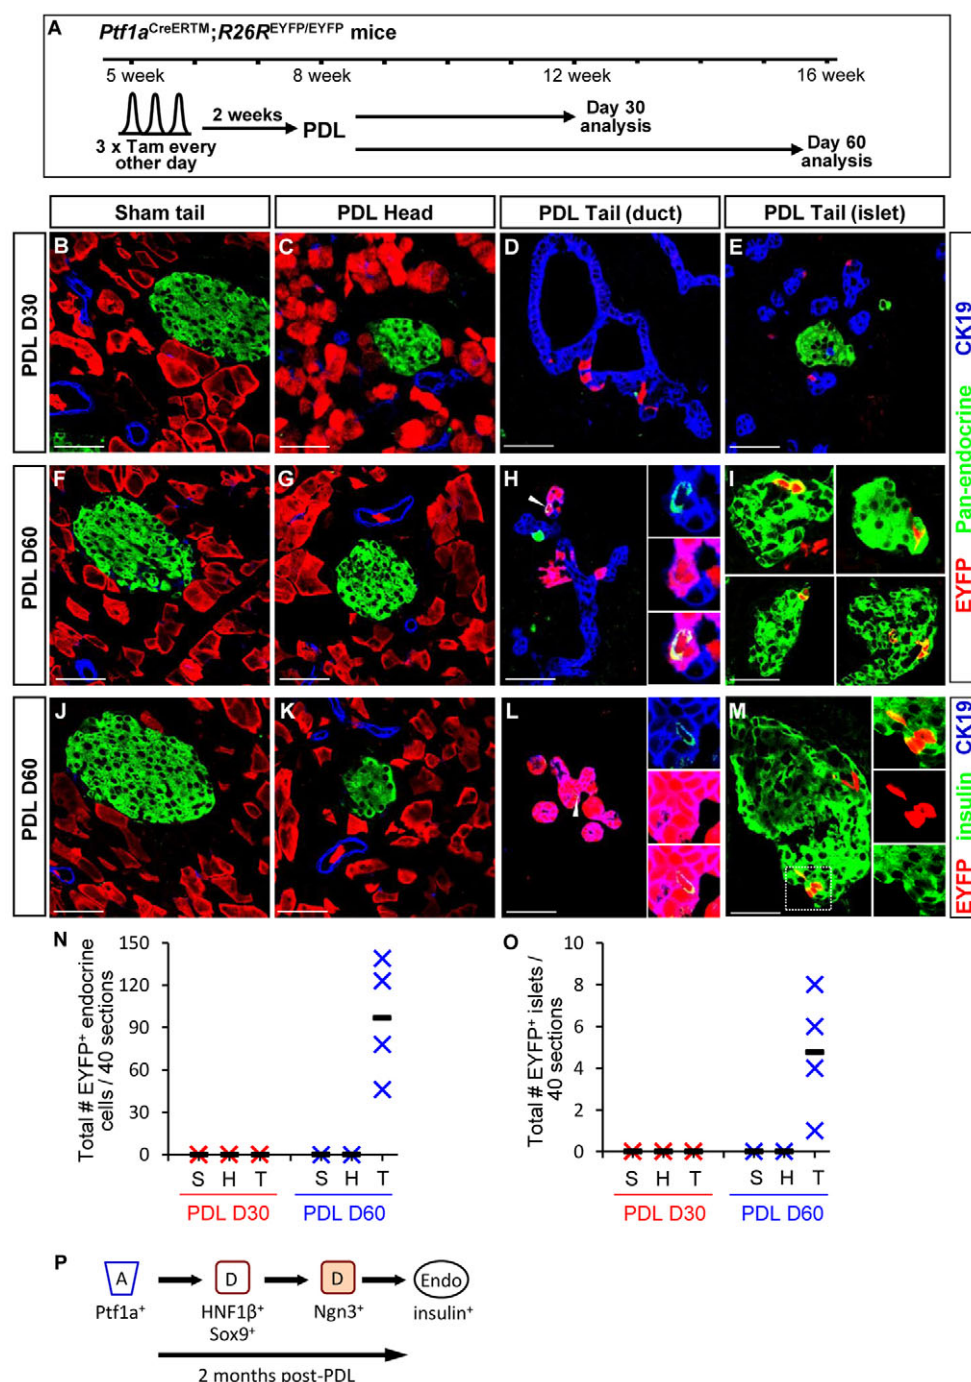 A
Ptf1aCreERTM;R26REYFP/EYFP mice
5 week 8 week 12 week 16 week
3 x Tam every
other day
2 weeks
PDL
Day 30
analysis
Day 60
analysis
Sham tail PDL Head PDL Tail (duct) PDL Tail (islet)
PDL D30
B C D E
PDL D60
F G H I
EYFP Pan-endocrine CK19
PDL D60
J K L M
EYFP insulin CK19
N
Total # EYFP+ endocrine
cells / 40 sections
150
120
90
60
30
0
S H T S H T
PDL D30 PDL D60
O
Total # EYFP+ islets /
40 sections
10
8
6
4
2
0
S H T S H T
PDL D30 PDL D60
P
A D D Endo
Ptf1a+ HNF1β+ Ngn3+ insulin+
Sox9+
2 months post-PDL